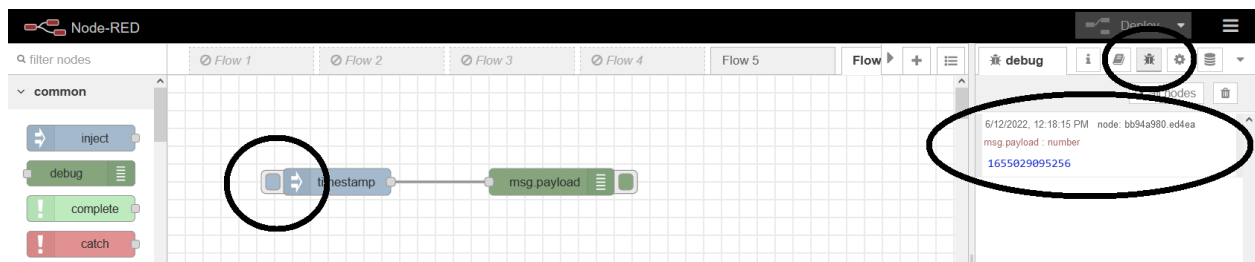 Node-RED
Deploy
filter nodes
Flow 1
Flow 2
Flow 3
Flow 4
Flow 5
Flow
debug
i
common
nodes
inject
debug
complete
catch
timestamp
msg.payload
6/12/2022, 12:18:15 PM node: bb94a980.ed4ea
msg.payload : number
1655029095256